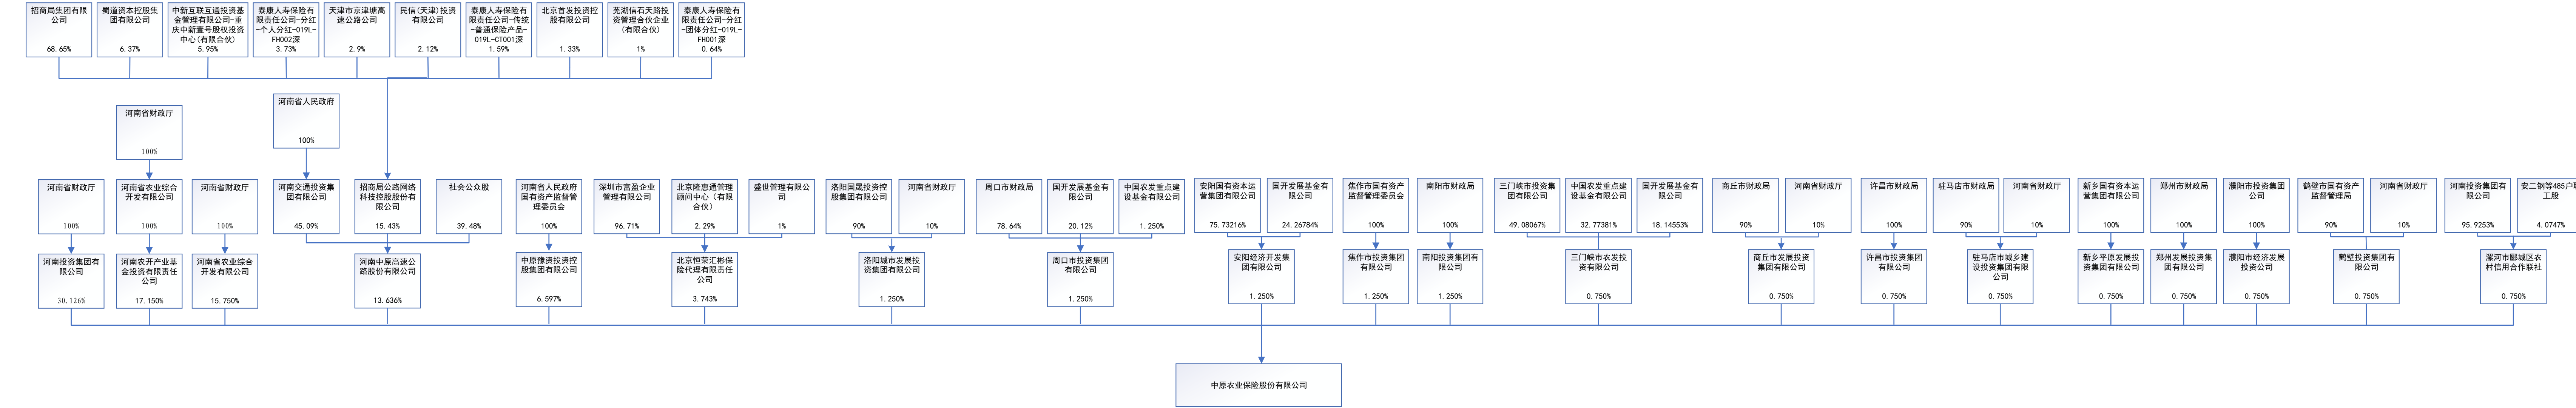 招商局集团有限
公司
68.65%
蜀道资本控股集
团有限公司
6.37%
中新互联互通投资基
金管理有限公司-重
庆中新壹号股权投资
中心(有限合伙)
5.95%
泰康人寿保险有
限责任公司-分红
-个人分红-019L-
FH002深
3.73%
天津市京津塘高
速公路公司
2.9%
民信(天津)投资
有限公司
2.12%
泰康人寿保险有
限责任公司-传统
-普通保险产品-
019L-CT001深
1.59%
北京首发投资控
股有限公司
1.33%
芜湖信石天路投
资管理合伙企业
(有限合伙)
1%
泰康人寿保险有
限责任公司-分红
-团体分红-019L-
FH001深
0.64%
河南省财政厅
100%
河南省人民政府
100%
河南省财政厅
100%
河南省农业综合
开发有限公司
100%
河南省财政厅
100%
河南交通投资集
团有限公司
45.09%
招商局公路网络
科技控股股份有
限公司
15.43%
社会公众股
39.48%
河南省人民政府
国有资产监督管
理委员会
100%
深圳市富盈企业
管理有限公司
96.71%
北京隆惠通管理
顾问中心（有限
合伙）
2.29%
盛世管理有限公
司
1%
洛阳国晟投资控
股集团有限公司
90%
河南省财政厅
10%
周口市财政局
78.64%
国开发展基金有
限公司
20.12%
中国农发重点建
设基金有限公司
1.250%
安阳国有资本运
营集团有限公司
75.73216%
国开发展基金有
限公司
24.26784%
焦作市国有资产
监督管理委员会
100%
南阳市财政局
100%
三门峡市投资集
团有限公司
49.08067%
中国农发重点建
设基金有限公司
32.77381%
国开发展基金有
限公司
18.14553%
商丘市财政局
90%
河南省财政厅
10%
许昌市财政局
100%
驻马店市财政局
90%
河南省财政厅
10%
新乡国有资本运
营集团有限公司
100%
郑州市财政局
100%
濮阳市投资集团
公司
100%
鹤壁市国有资产
监督管理局
90%
河南省财政厅
10%
河南投资集团有
限公司
95.9253%
安二钢等485户职
工股
4.0747%
河南投资集团有
限公司
30.126%
河南农开产业基
金投资有限责任
公司
17.150%
河南省农业综合
开发有限公司
15.750%
河南中原高速公
路股份有限公司
13.636%
中原豫资投资控
股集团有限公司
6.597%
北京恒荣汇彬保
险代理有限责任
公司
3.743%
洛阳城市发展投
资集团有限公司
1.250%
周口市投资集团
有限公司
1.250%
安阳经济开发集
团有限公司
1.250%
焦作市投资集团
有限公司
1.250%
南阳投资集团有
限公司
1.250%
三门峡市农发投
资有限公司
0.750%
商丘市发展投资
集团有限公司
0.750%
许昌市投资集团
有限公司
0.750%
驻马店市城乡建
设投资集团有限
公司
0.750%
新乡平原发展投
资集团有限公司
0.750%
郑州发展投资集
团有限公司
0.750%
濮阳市经济发展
投资公司
0.750%
鹤壁投资集团有
限公司
0.750%
漯河市郾城区农
村信用合作联社
0.750%
中原农业保险股份有限公司